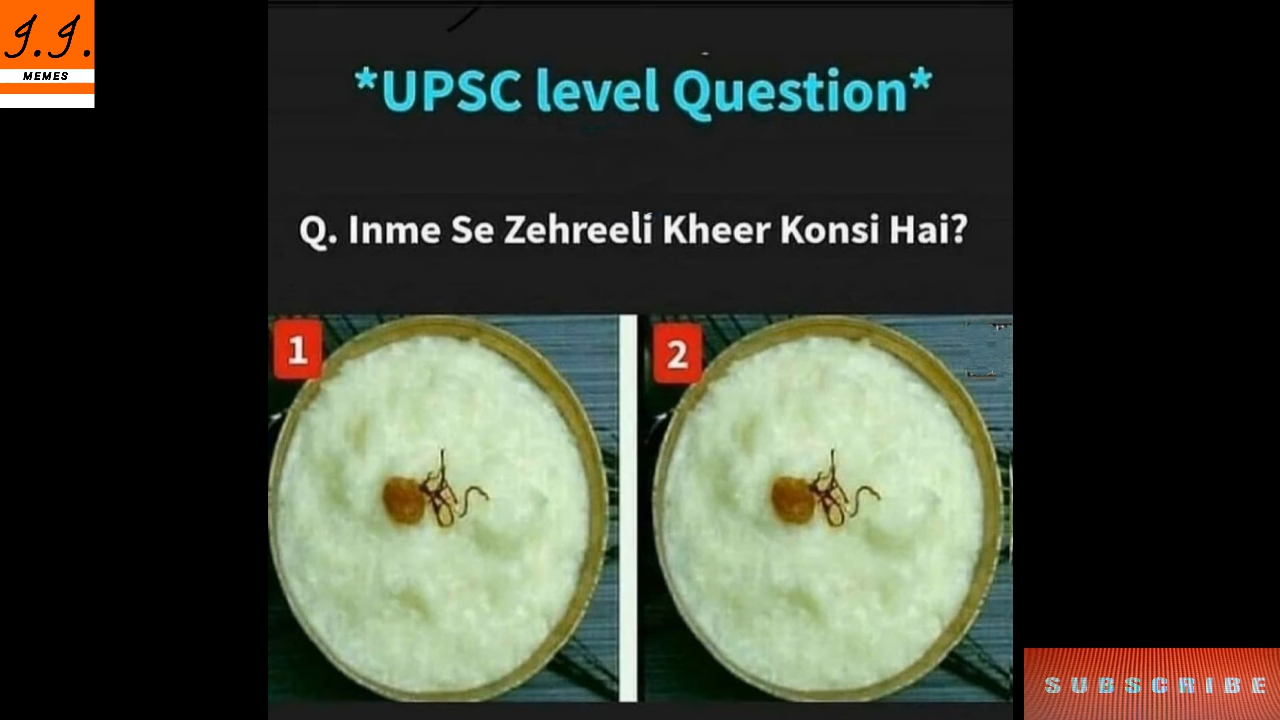 J.J.
MEMES
*UPSC level Question*
Q. Inme Se Zehreeli Kheer Konsi Hai?
1
2
SUBSCRIBE